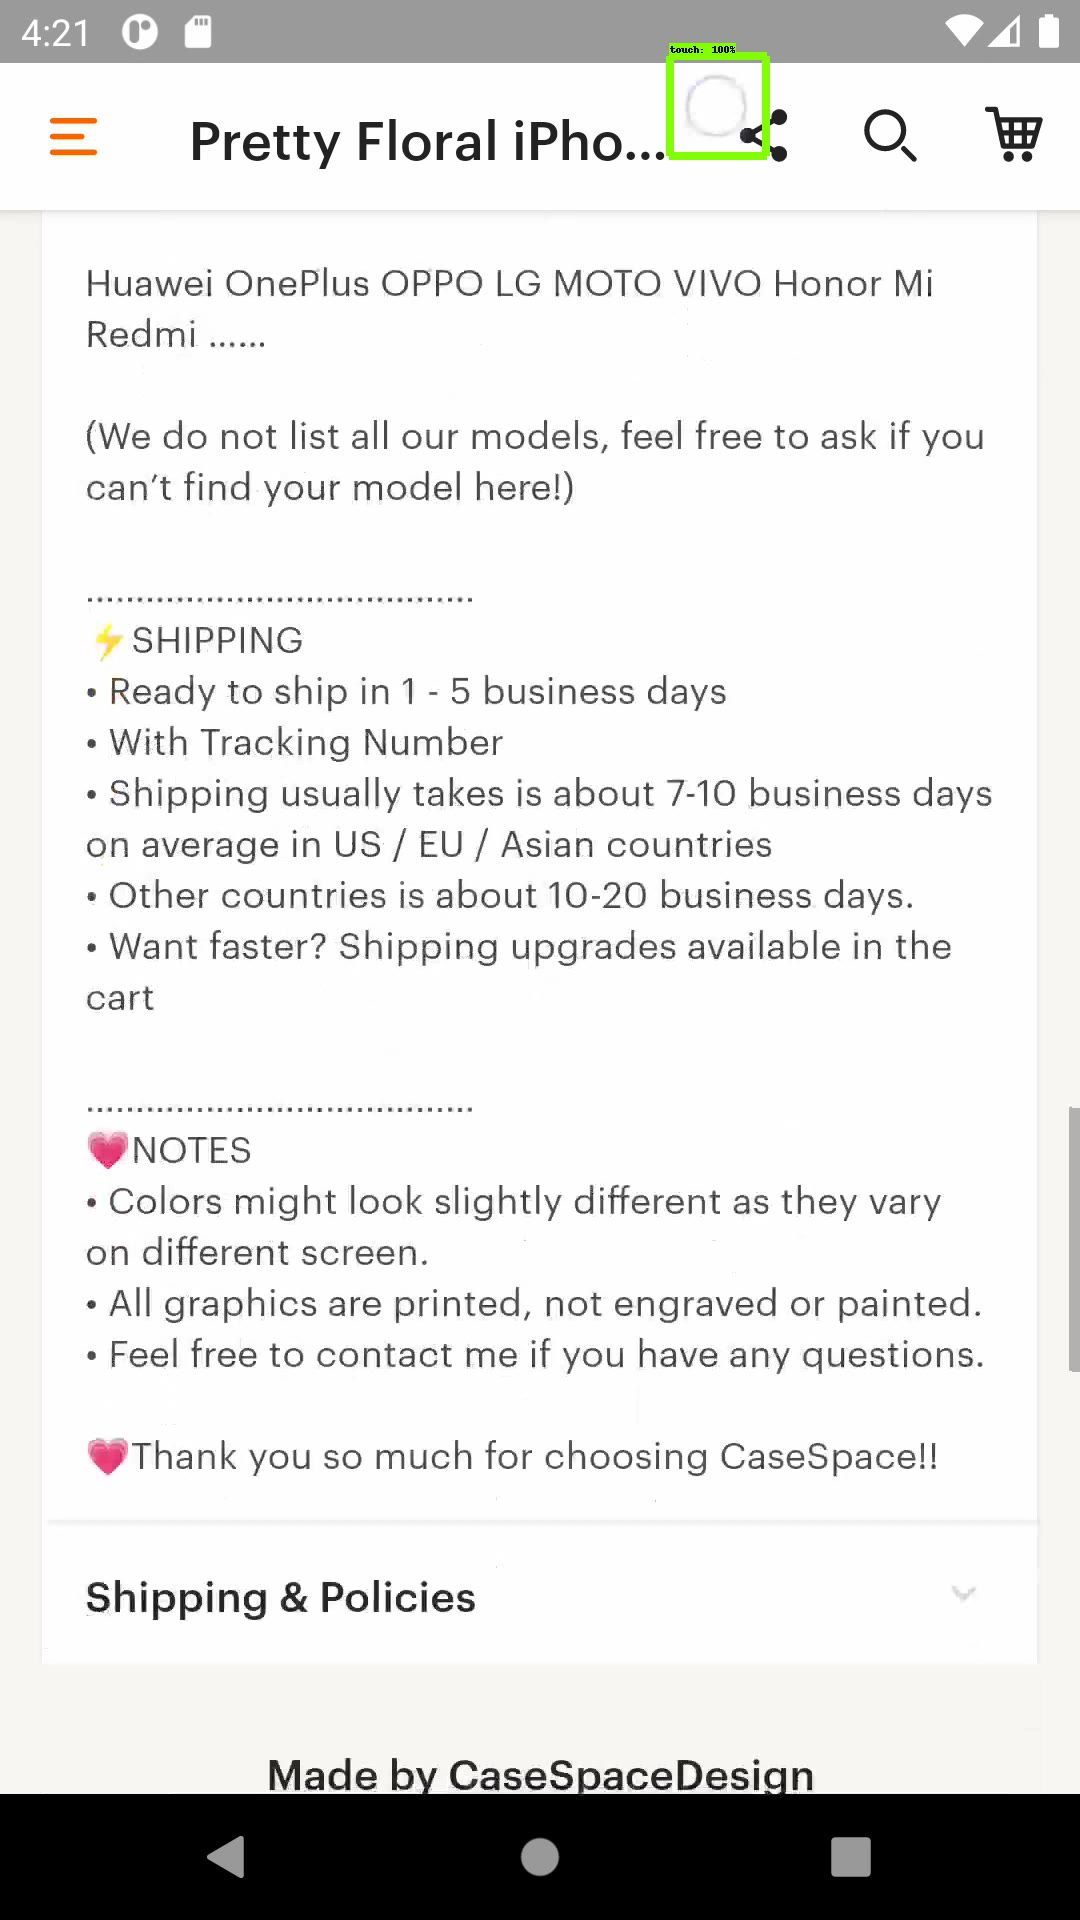 4:21
touch: 100%
Pretty Floral iPho...
Huawei OnePlus OPPO LG MOTO VIVO Honor Mi
Redmi ......
(We do not list all our models, feel free to ask if you
can’t find your model here!)
.......................................
⚡SHIPPING
• Ready to ship in 1 - 5 business days
• With Tracking Number
• Shipping usually takes is about 7-10 business days
on average in US / EU / Asian countries
• Other countries is about 10-20 business days.
• Want faster? Shipping upgrades available in the
cart
.......................................
💗NOTES
• Colors might look slightly different as they vary
on different screen.
• All graphics are printed, not engraved or painted.
• Feel free to contact me if you have any questions.
💗Thank you so much for choosing CaseSpace!!
Shipping & Policies
Made by CaseSpaceDesign